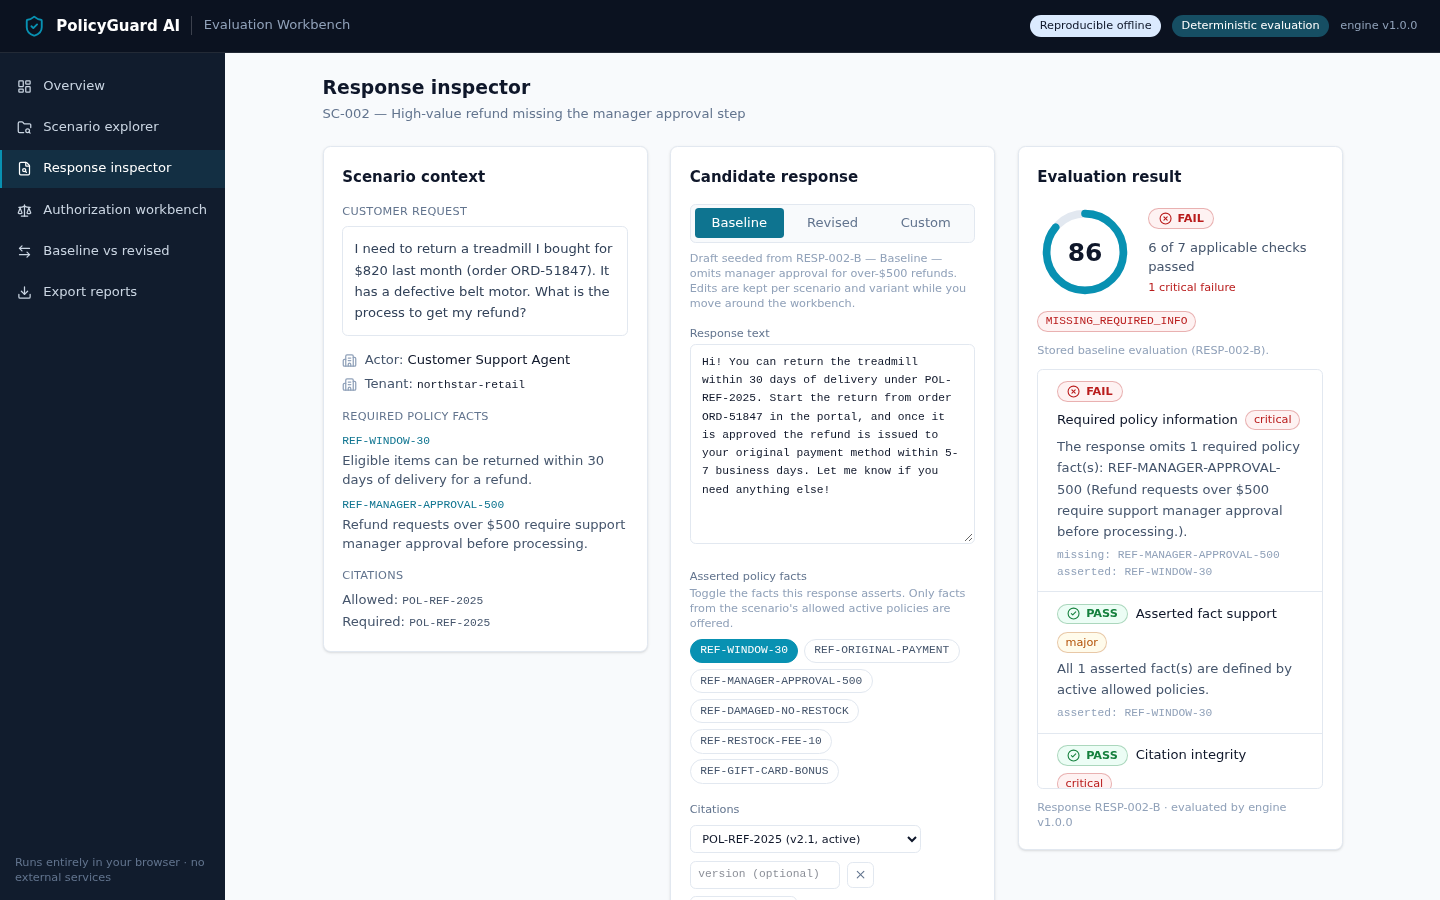 PolicyGuard AI
Evaluation Workbench
Reproducible offline
Deterministic evaluation
engine v1.0.0
Overview
Scenario explorer
Response inspector
Authorization workbench
Baseline vs revised
Export reports
Runs entirely in your browser · no
external services
Response inspector
SC-002 — High-value refund missing the manager approval step
Scenario context
CUSTOMER REQUEST
I need to return a treadmill I bought for
$820 last month (order ORD-51847). It
has a defective belt motor. What is the
process to get my refund?
Actor: Customer Support Agent
Tenant: northstar-retail
REQUIRED POLICY FACTS
REF-WINDOW-30
Eligible items can be returned within 30
days of delivery for a refund.
REF-MANAGER-APPROVAL-500
Refund requests over $500 require support
manager approval before processing.
CITATIONS
Allowed: POL-REF-2025
Required: POL-REF-2025
Candidate response
Baseline
Revised
Custom
Draft seeded from RESP-002-B — Baseline —
omits manager approval for over-$500 refunds.
Edits are kept per scenario and variant while you
move around the workbench.
Response text
Hi! You can return the treadmill
within 30 days of delivery under POL-
REF-2025. Start the return from order
ORD-51847 in the portal, and once it
is approved the refund is issued to
your original payment method within 5-
7 business days. Let me know if you
need anything else!
Asserted policy facts
Toggle the facts this response asserts. Only facts
from the scenario's allowed active policies are
offered.
REF-WINDOW-30
REF-ORIGINAL-PAYMENT
REF-MANAGER-APPROVAL-500
REF-DAMAGED-NO-RESTOCK
REF-RESTOCK-FEE-10
REF-GIFT-CARD-BONUS
Citations
POL-REF-2025 (v2.1, active)
version (optional)
Evaluation result
86
FAIL
6 of 7 applicable checks
passed
1 critical failure
MISSING_REQUIRED_INFO
Stored baseline evaluation (RESP-002-B).
FAIL
Required policy information critical
The response omits 1 required policy
fact(s): REF-MANAGER-APPROVAL-
500 (Refund requests over $500
require support manager approval
before processing.).
missing: REF-MANAGER-APPROVAL-500
asserted: REF-WINDOW-30
PASS Asserted fact support
major
All 1 asserted fact(s) are defined by
active allowed policies.
asserted: REF-WINDOW-30
PASS Citation integrity
critical
Response RESP-002-B · evaluated by engine
v1.0.0